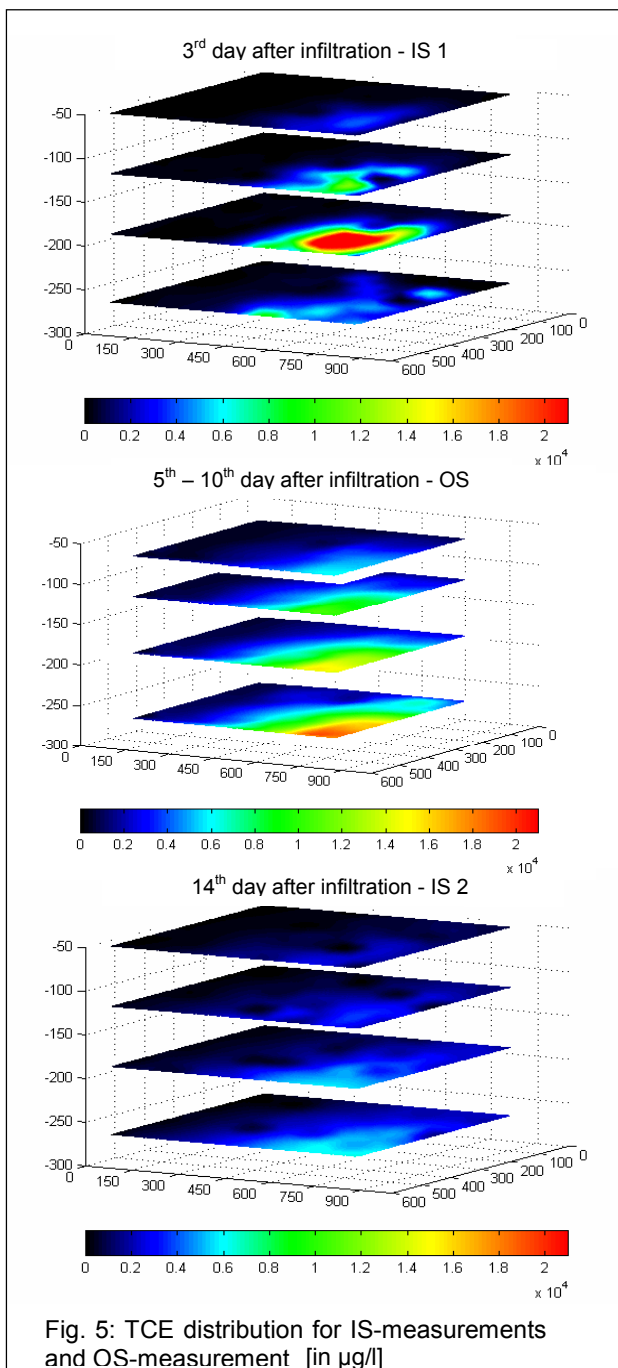 3rd day after infiltration - IS 1
-50
-100
-150
-200
-250
-300
0 150 300 450 600 750 900 600 500 400 300 200 100 0
0 0.2 0.4 0.6 0.8 1 1.2 1.4 1.6 1.8 2
x 10^4
5th – 10th day after infiltration - OS
-50
-100
-150
-200
-250
-300
0 150 300 450 600 750 900 600 500 400 300 200 100 0
0 0.2 0.4 0.6 0.8 1 1.2 1.4 1.6 1.8 2
x 10^4
14th day after infiltration - IS 2
-50
-100
-150
-200
-250
-300
0 150 300 450 600 750 900 600 500 400 300 200 100 0
0 0.2 0.4 0.6 0.8 1 1.2 1.4 1.6 1.8 2
x 10^4
Fig. 5: TCE distribution for IS-measurements
and OS-measurement [in µg/l]